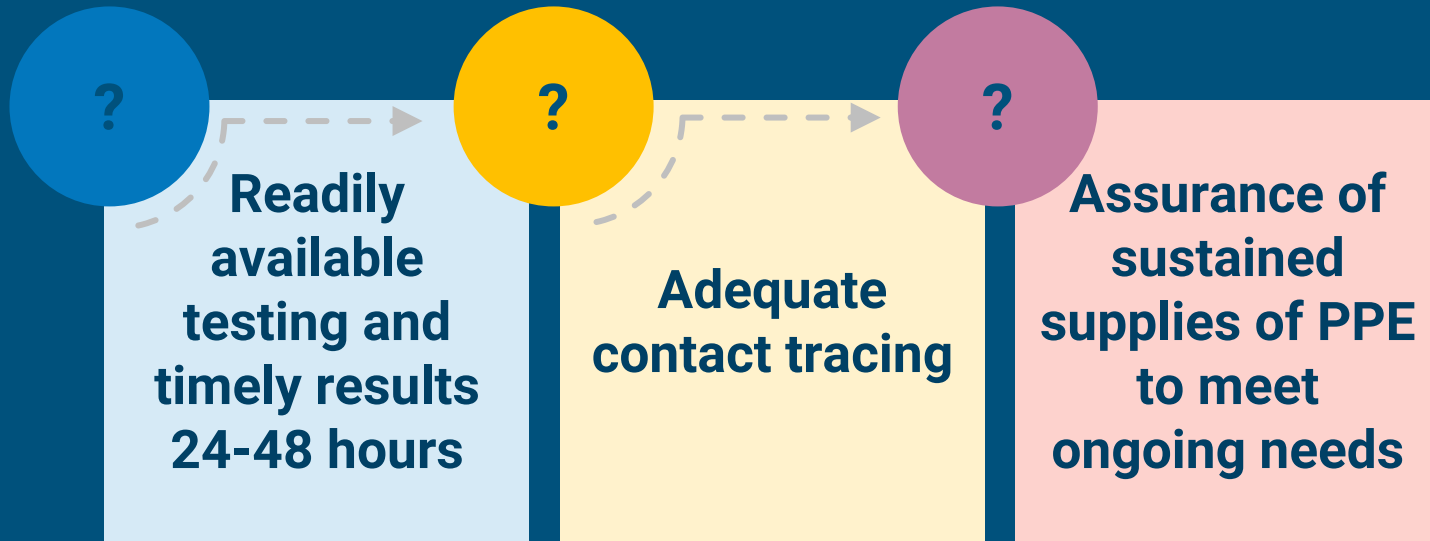 ?
Readily
available
testing and
timely results
24-48 hours
?
Adequate
contact tracing
?
Assurance of
sustained
supplies of PPE
to meet
ongoing needs